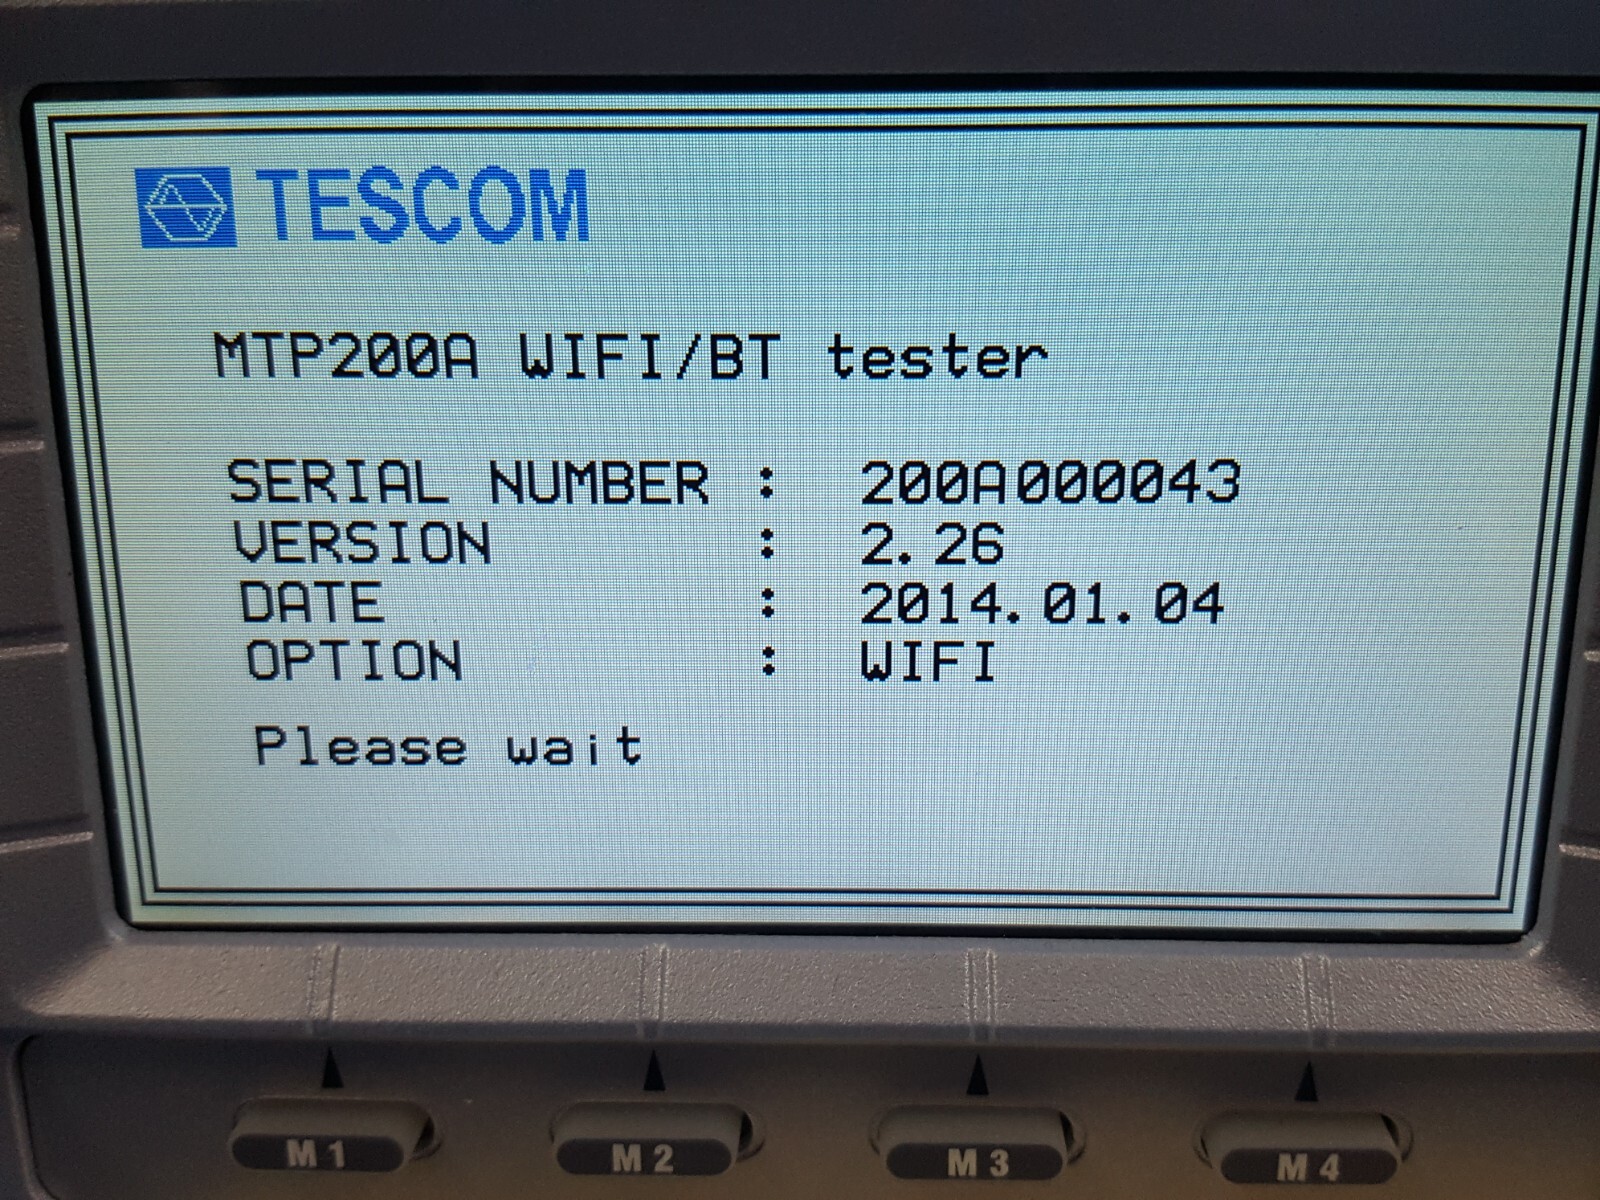 TESCOM
MTP200A WIFI/BT tester
SERIAL NUMBER : 200A000043
VERSION : 2.26
DATE : 2014.01.04
OPTION : WIFI
Please wait
M1 M2 M3 M4